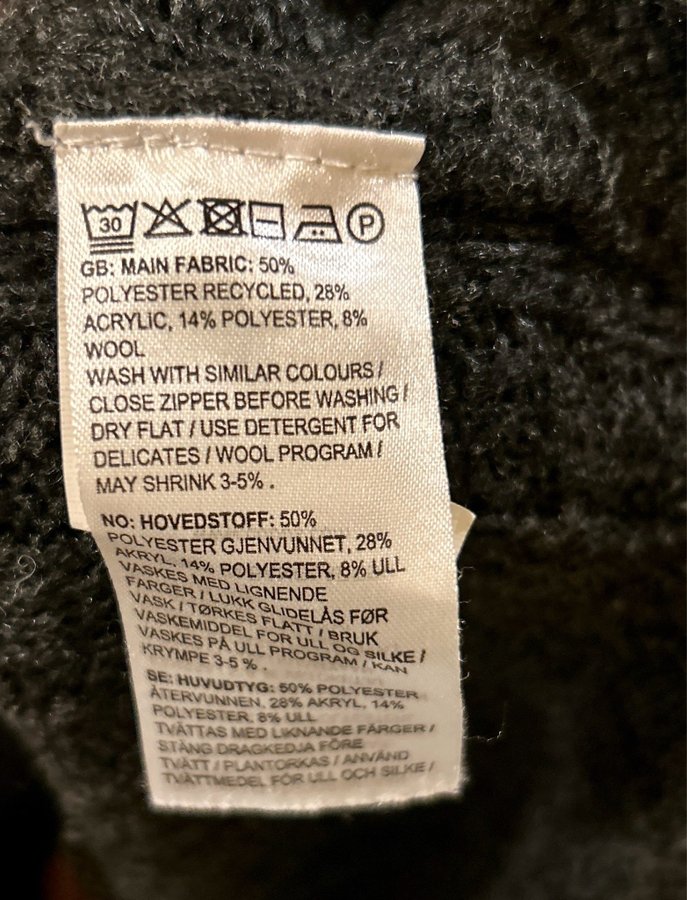 30 P
GB: MAIN FABRIC: 50%
POLYESTER RECYCLED, 28%
ACRYLIC, 14% POLYESTER, 8%
WOOL
WASH WITH SIMILAR COLOURS /
CLOSE ZIPPER BEFORE WASHING /
DRY FLAT / USE DETERGENT FOR
DELICATES / WOOL PROGRAM /
MAY SHRINK 3-5% .
NO: HOVEDSTOFF: 50%
POLYESTER GJENVUNNET, 28%
AKRYL, 14% POLYESTER, 8% ULL
VASKES MED LIGNENDE
FARGER / LUKK GLIDELÅS FØR
VASK / TØRKES FLATT / BRUK
VASKEMIDDEL FOR ULL OG SILKE /
VASKES PÅ ULL PROGRAM / KAN
KRYMPE 3-5 % .
SE: HUVUDTYG: 50% POLYESTER
ÅTERVUNNEN, 28% AKRYL, 14%
POLYESTER, 8% ULL
TVÄTTAS MED LIKNANDE FÄRGER /
STÄNG DRAGKEDJA FÖRE
TVÄTT / PLANTORKAS / ANVÄND
TVÄTTMEDEL FÖR ULL OCH SILKE /